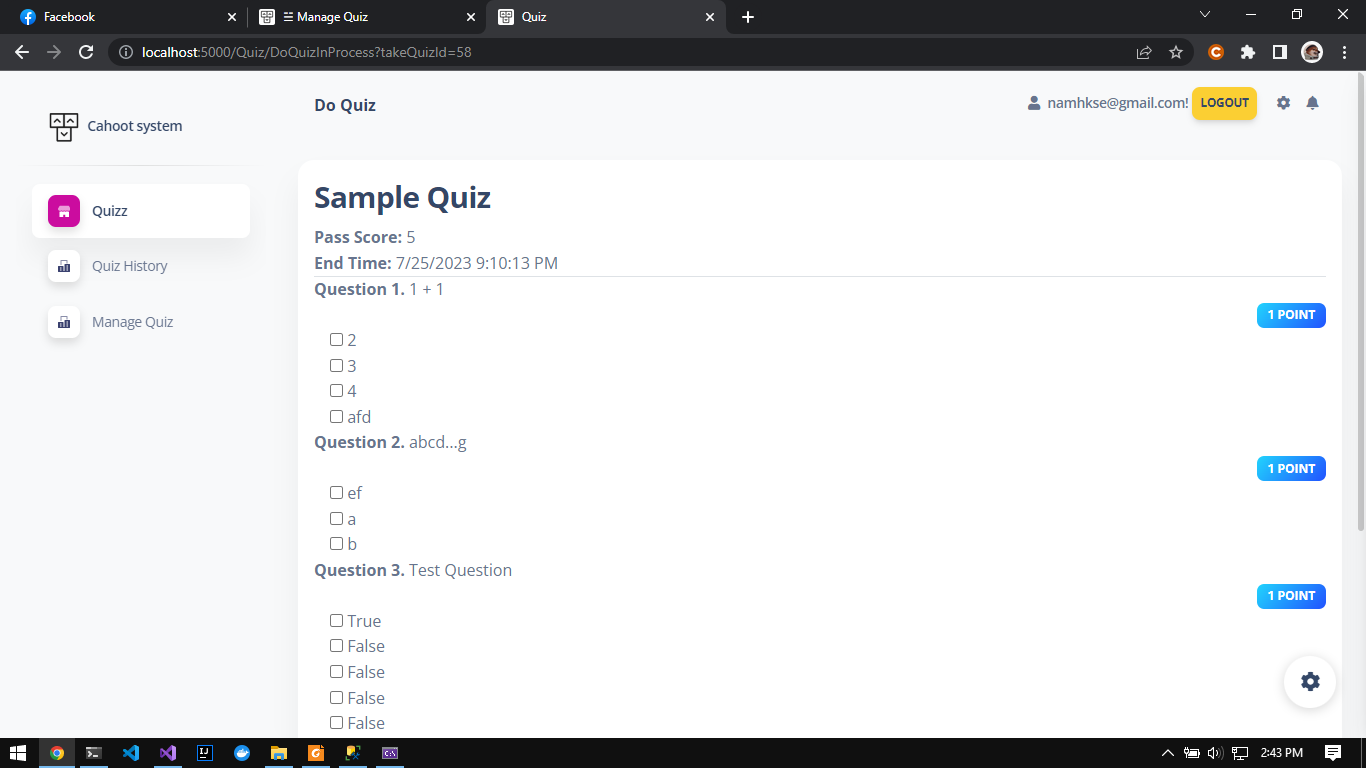 Facebook
☰ Manage Quiz
Quiz
localhost:5000/Quiz/DoQuizInProcess?takeQuizId=58
Cahoot system
Do Quiz
namhkse@gmail.com!
LOGOUT
Quizz
Quiz History
Manage Quiz
Sample Quiz
Pass Score: 5
End Time: 7/25/2023 9:10:13 PM
Question 1. 1 + 1
1 POINT
2
3
4
afd
Question 2. abcd...g
1 POINT
ef
a
b
Question 3. Test Question
1 POINT
True
False
False
False
False
2:43 PM